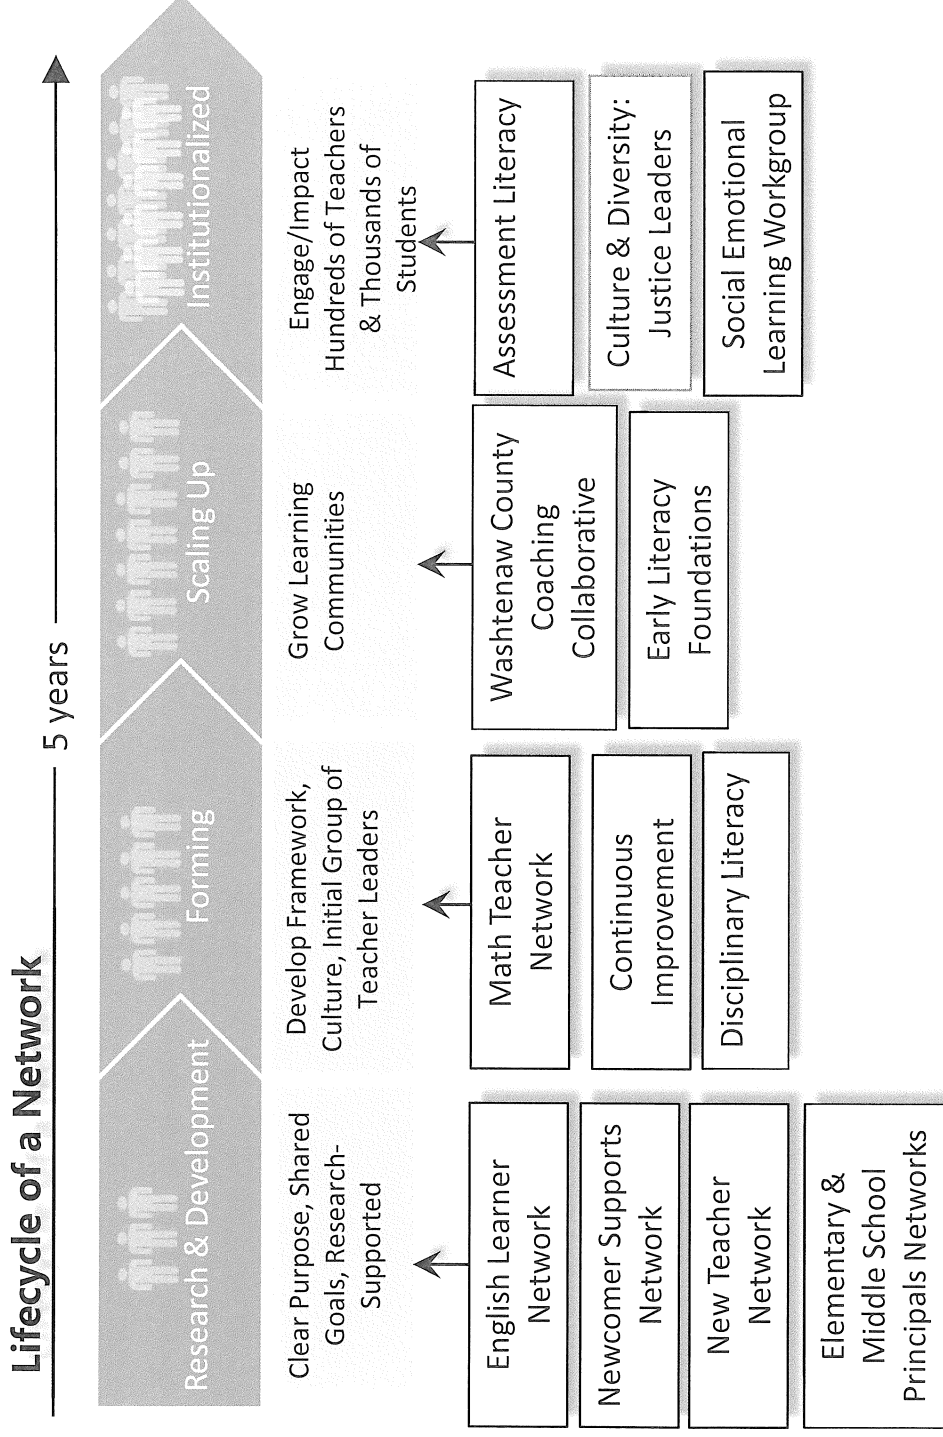 Lifecycle of a Network
5 years
Research & Development
Forming
Scaling Up
Institutionalized
Clear Purpose, Shared
Goals, Research-
Supported
Develop Framework,
Culture, Initial Group of
Teacher Leaders
Grow Learning
Communities
Engage/Impact
Hundreds of Teachers
& Thousands of
Students
English Learner
Network
Newcomer Supports
Network
New Teacher
Network
Elementary &
Middle School
Principals Networks
Math Teacher
Network
Continuous
Improvement
Disciplinary Literacy
Washtenaw County
Coaching
Collaborative
Early Literacy
Foundations
Assessment Literacy
Culture & Diversity:
Justice Leaders
Social Emotional
Learning Workgroup